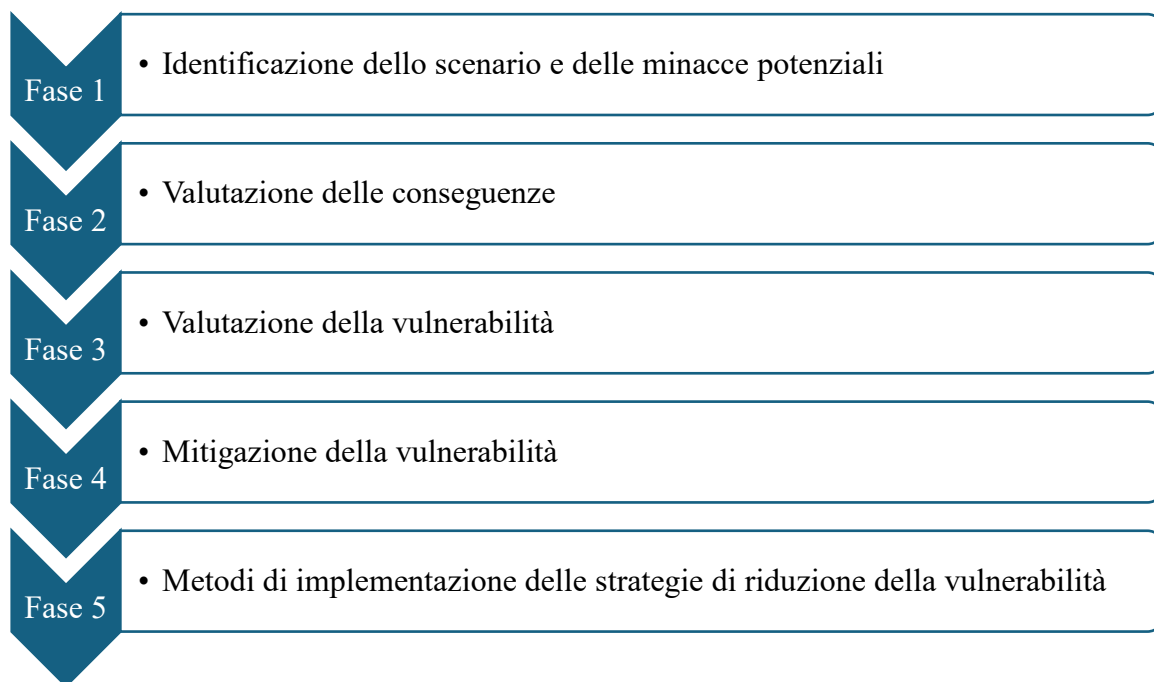 Fase 1
• Identificazione dello scenario e delle minacce potenziali
Fase 2
• Valutazione delle conseguenze
Fase 3
• Valutazione della vulnerabilità
Fase 4
• Mitigazione della vulnerabilità
Fase 5
• Metodi di implementazione delle strategie di riduzione della vulnerabilità